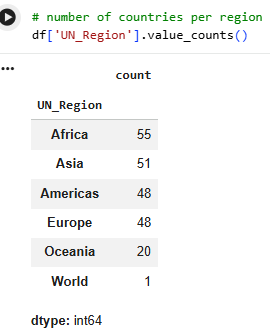 # number of countries per region
df['UN_Region'].value_counts()
count
UN_Region
Africa 55
Asia 51
Americas 48
Europe 48
Oceania 20
World 1
dtype: int64